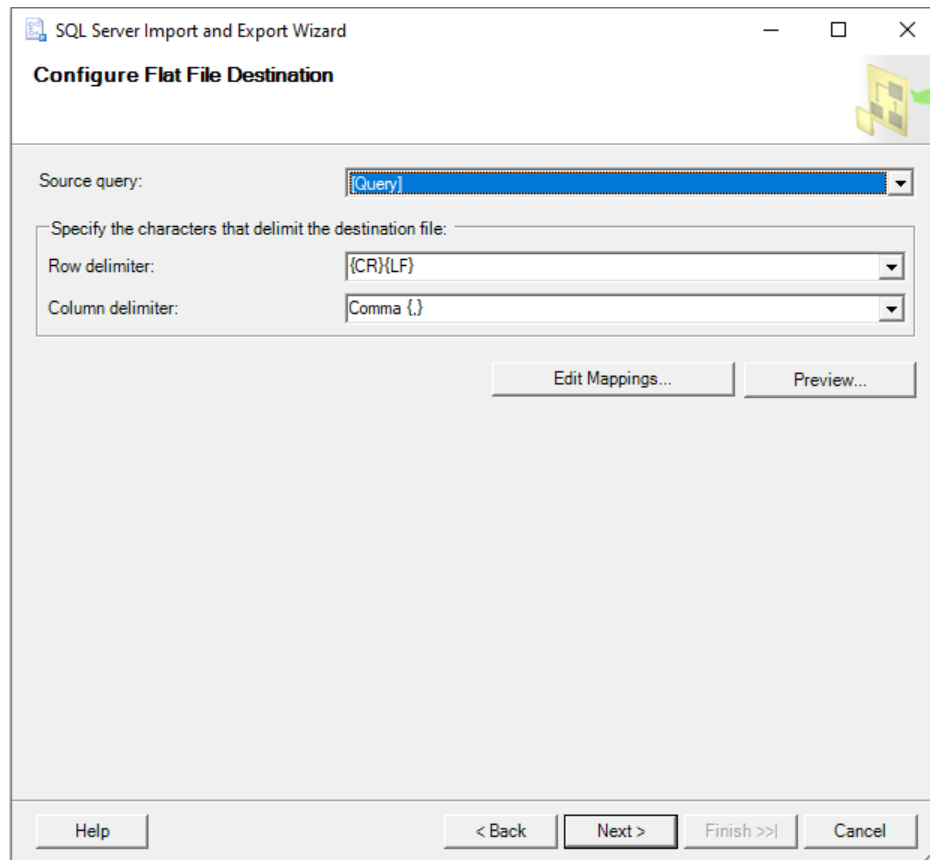 SQL Server Import and Export Wizard
Configure Flat File Destination
Source query: [Query]
Specify the characters that delimit the destination file:
Row delimiter: {CR}{LF}
Column delimiter: Comma {,}
Edit Mappings... Preview...
Help < Back Next > Finish >>| Cancel